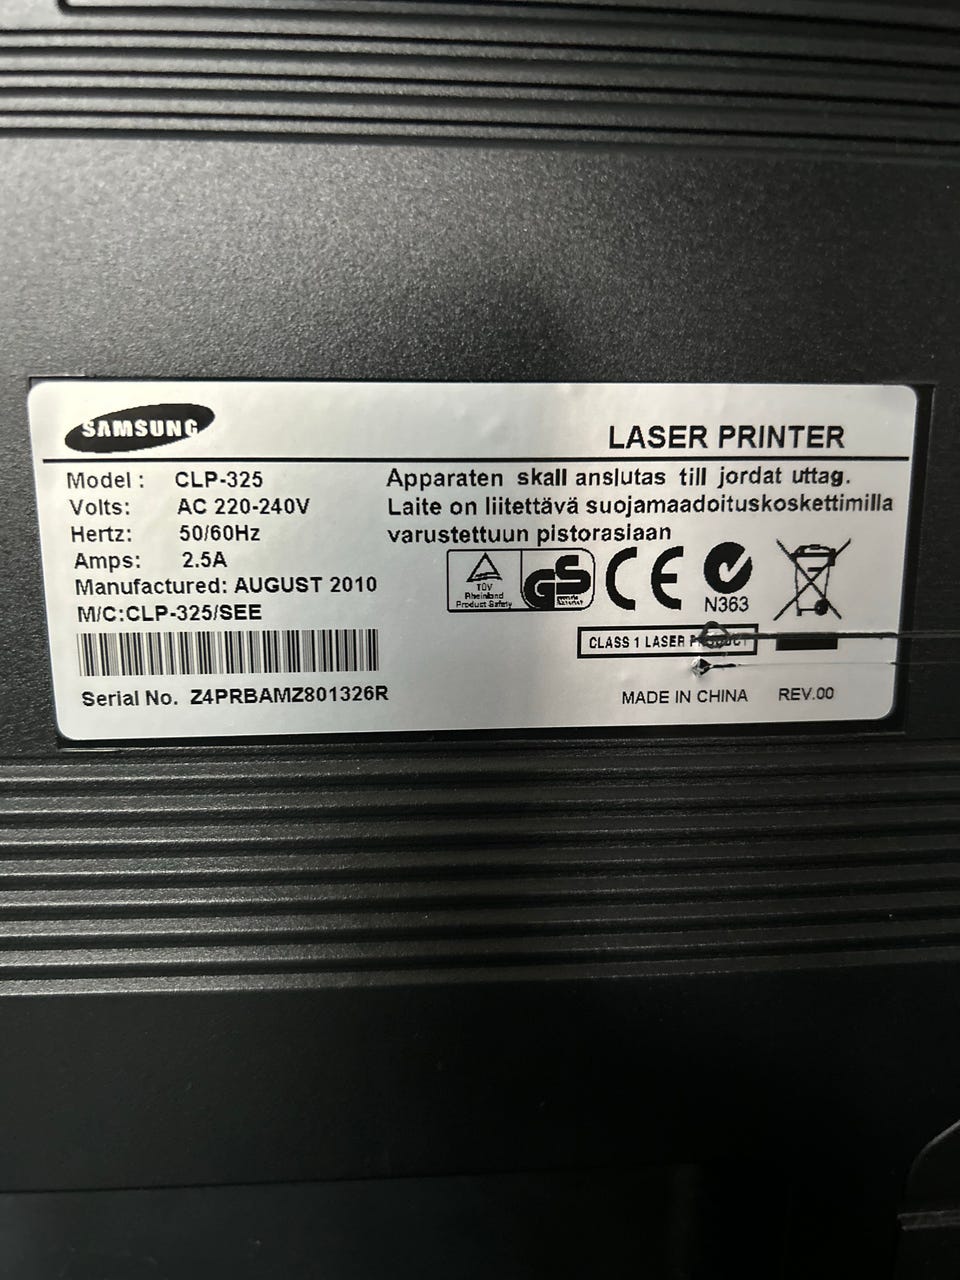 SAMSUNG
LASER PRINTER
Model : CLP-325
Volts: AC 220-240V
Hertz: 50/60Hz
Amps: 2.5A
Manufactured: AUGUST 2010
M/C:CLP-325/SEE
Serial No. Z4PRBAMZ801326R
Apparaten skall anslutas till jordat uttag.
Laite on liitettävä suojamaadoituskoskettimilla
varustettuun pistorasiaan
TÜV
Rheinland
Product Safety
GS
CE
N363
CLASS 1 LASER PRODUCT
MADE IN CHINA REV.00